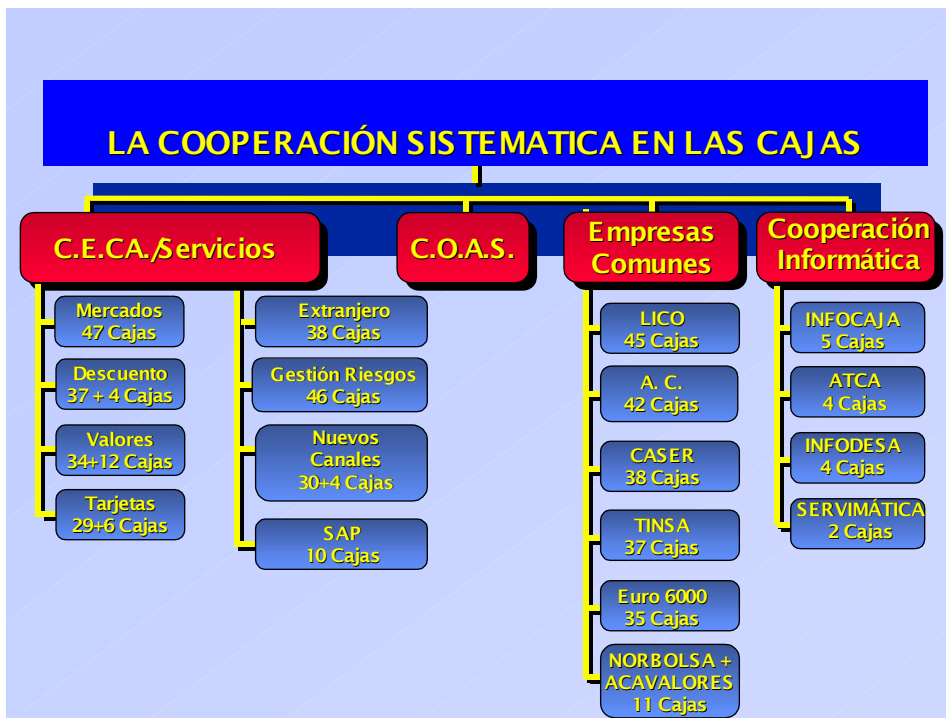 LA COOPERACIÓN SISTEMATICA EN LAS CAJAS
C.E.CA./Servicios
Mercados
47 Cajas
Descuento
37 + 4 Cajas
Valores
34+12 Cajas
Tarjetas
29+6 Cajas
Extranjero
38 Cajas
Gestión Riesgos
46 Cajas
Nuevos
Canales
30+4 Cajas
SAP
10 Cajas
C.O.A.S.
Empresas
Comunes
LICO
45 Cajas
A. C.
42 Cajas
CASER
38 Cajas
TINSA
37 Cajas
Euro 6000
35 Cajas
NORBOLSA +
ACAVALORES
11 Cajas
Cooperación
Informática
INFOCAJA
5 Cajas
ATCA
4 Cajas
INFODESA
4 Cajas
SERVIMÁTICA
2 Cajas